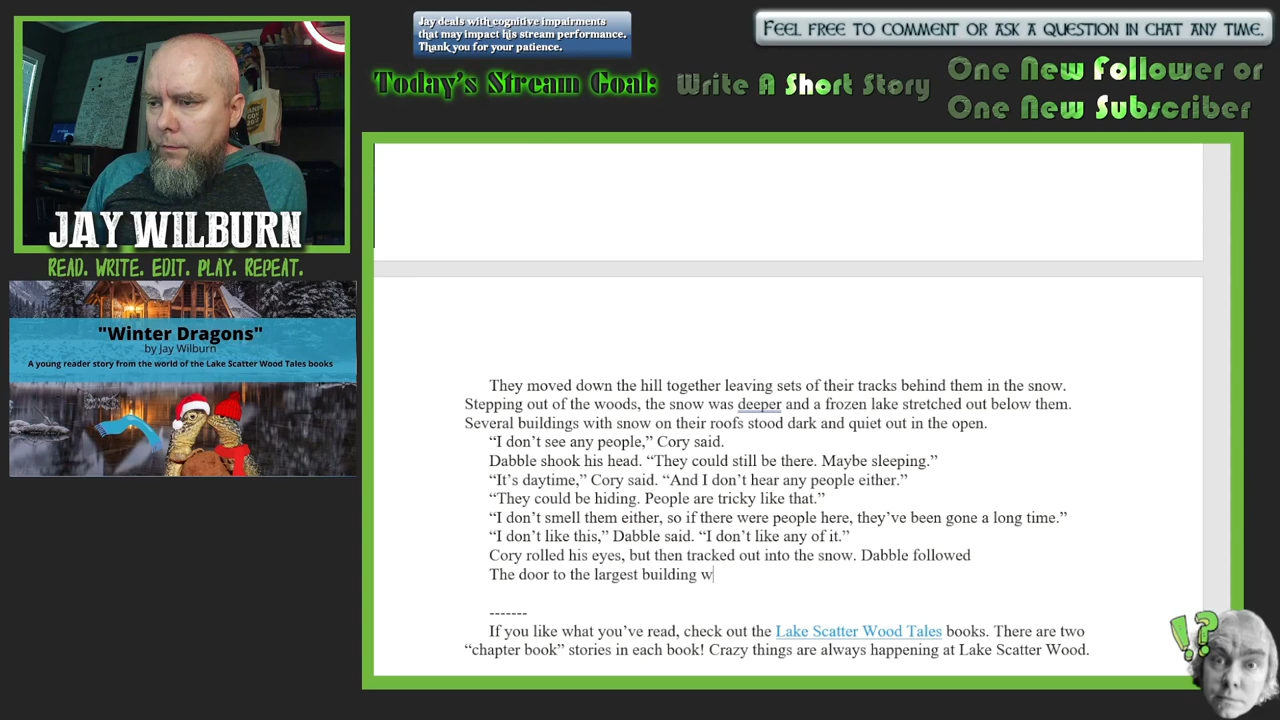 Jay deals with cognitive impairments
that may impact his stream performance.
Thank you for your patience.
Feel free to comment or ask a question in chat any time.
Today's Stream Goal:
Write A Short Story
One New Follower or
One New Subscriber
JAY WILBURN
READ. WRITE. EDIT. PLAY. REPEAT.
"Winter Dragons"
by Jay Wilburn
A young reader story from the world of the Lake Scatter Wood Tales books
They moved down the hill together leaving sets of their tracks behind them in the snow.
Stepping out of the woods, the snow was deeper and a frozen lake stretched out below them.
Several buildings with snow on their roofs stood dark and quiet out in the open.
“I don’t see any people,” Cory said.
Dabble shook his head. “They could still be there. Maybe sleeping.”
“It’s daytime,” Cory said. “And I don’t hear any people either.”
“They could be hiding. People are tricky like that.”
“I don’t smell them either, so if there were people here, they’ve been gone a long time.”
“I don’t like this,” Dabble said. “I don’t like any of it.”
Cory rolled his eyes, but then tracked out into the snow. Dabble followed
The door to the largest building w
-------
If you like what you’ve read, check out the Lake Scatter Wood Tales books. There are two
“chapter book” stories in each book! Crazy things are always happening at Lake Scatter Wood.
!?